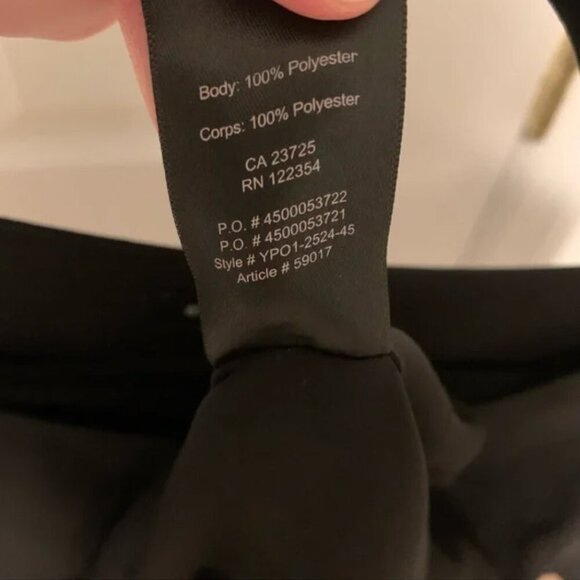 Body: 100% Polyester
Corps: 100% Polyester
CA 23725
RN 122354
P.O. # 4500053722
P.O. # 4500053721
Style # YPO1-2524-45
Article # 59017